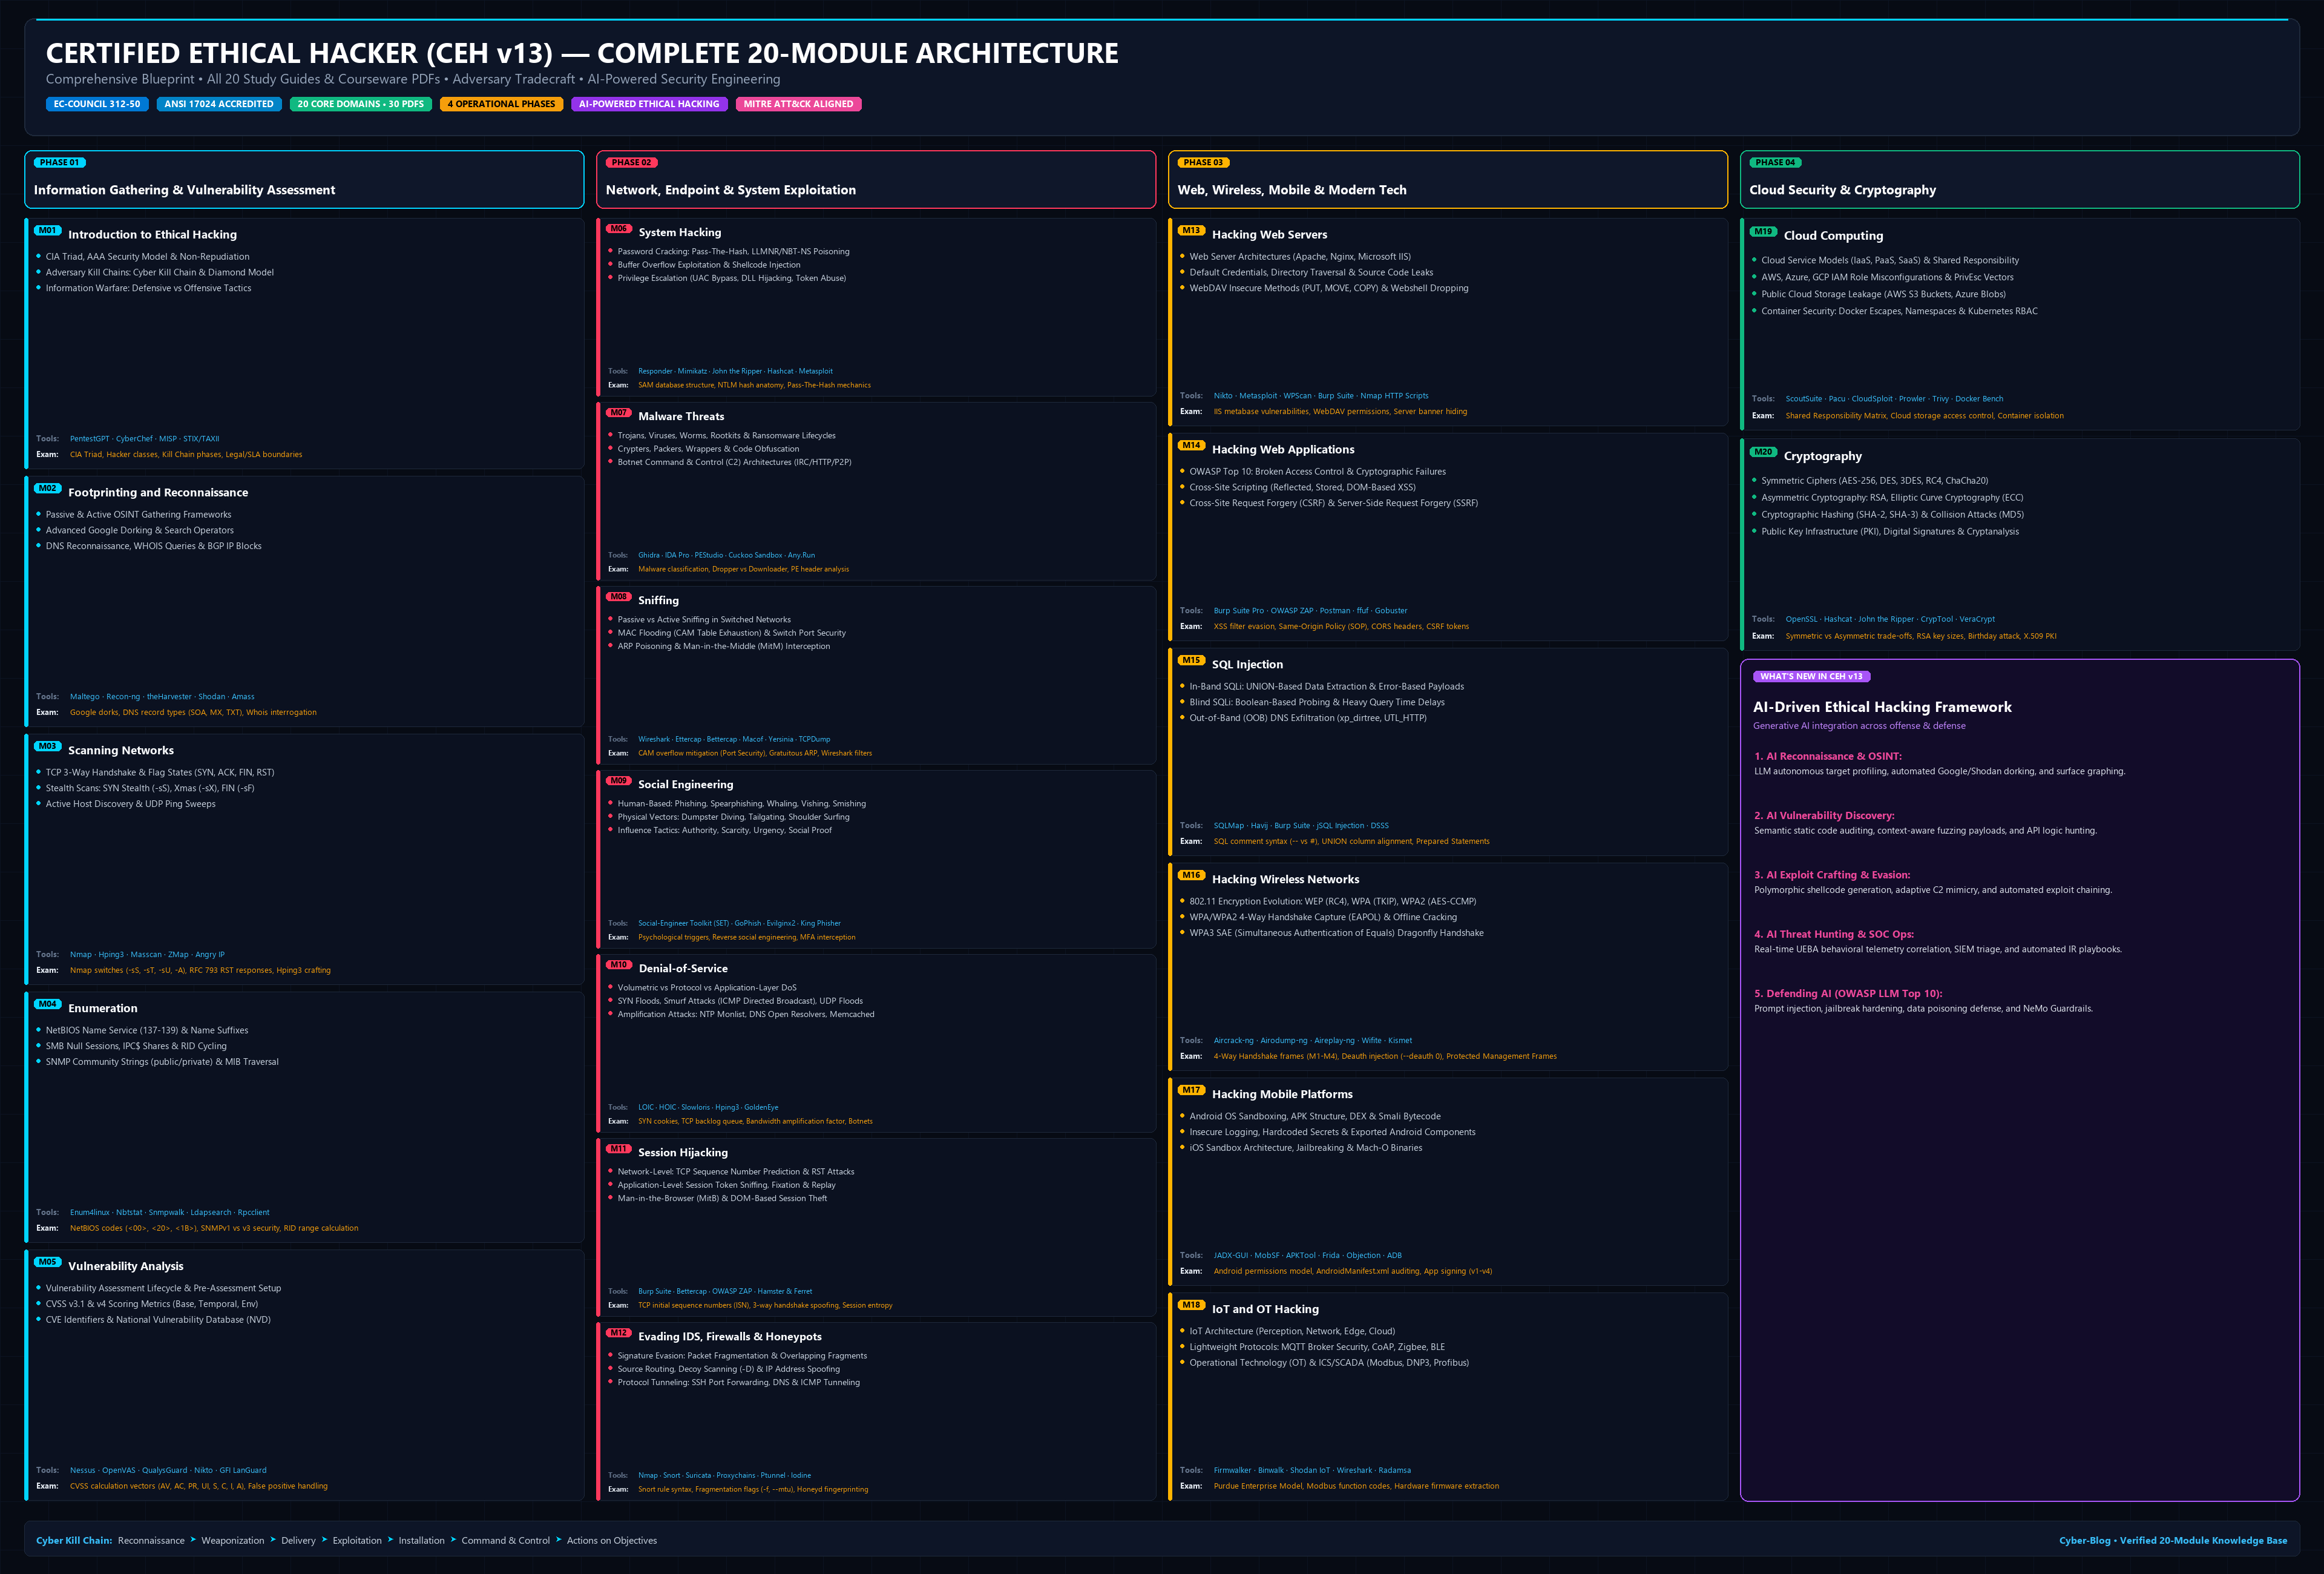 CERTIFIED ETHICAL HACKER (CEH v13) — COMPLETE 20-MODULE ARCHITECTURE
Comprehensive Blueprint • All 20 Study Guides & Courseware PDFs • Adversary Tradecraft • AI-Powered Security Engineering
EC-COUNCIL 312-50
ANSI 17024 ACCREDITED
20 CORE DOMAINS • 30 PDFS
4 OPERATIONAL PHASES
AI-POWERED ETHICAL HACKING
MITRE ATT&CK ALIGNED
PHASE 01
Information Gathering & Vulnerability Assessment
M01 Introduction to Ethical Hacking
CIA Triad, AAA Security Model & Non-Repudiation
Adversary Kill Chains: Cyber Kill Chain & Diamond Model
Information Warfare: Defensive vs Offensive Tactics
Tools: PentestGPT · CyberChef · MISP · STIX/TAXII
Exam: CIA Triad, Hacker classes, Kill Chain phases, Legal/SLA boundaries
M02 Footprinting and Reconnaissance
Passive & Active OSINT Gathering Frameworks
Advanced Google Dorking & Search Operators
DNS Reconnaissance, WHOIS Queries & BGP IP Blocks
Tools: Maltego · Recon-ng · theHarvester · Shodan · Amass
Exam: Google dorks, DNS record types (SOA, MX, TXT), Whois interrogation
M03 Scanning Networks
TCP 3-Way Handshake & Flag States (SYN, ACK, FIN, RST)
Stealth Scans: SYN Stealth (-sS), Xmas (-sX), FIN (-sF)
Active Host Discovery & UDP Ping Sweeps
Tools: Nmap · Hping3 · Masscan · ZMap · Angry IP
Exam: Nmap switches (-sS, -sT, -sU, -A), RFC 793 RST responses, Hping3 crafting
M04 Enumeration
NetBIOS Name Service (137-139) & Name Suffixes
SMB Null Sessions, IPC$ Shares & RID Cycling
SNMP Community Strings (public/private) & MIB Traversal
Tools: Enum4linux · Nbtstat · Snmpwalk · Ldapsearch · Rpcclient
Exam: NetBIOS codes (<00>, <20>, <1B>), SNMPv1 vs v3 security, RID range calculation
M05 Vulnerability Analysis
Vulnerability Assessment Lifecycle & Pre-Assessment Setup
CVSS v3.1 & v4 Scoring Metrics (Base, Temporal, Env)
CVE Identifiers & National Vulnerability Database (NVD)
Tools: Nessus · OpenVAS · QualysGuard · Nikto · GFI LanGuard
Exam: CVSS calculation vectors (AV, AC, PR, UI, S, C, I, A), False positive handling
PHASE 02
Network, Endpoint & System Exploitation
M06 System Hacking
Password Cracking: Pass-The-Hash, LLMNR/NBT-NS Poisoning
Buffer Overflow Exploitation & Shellcode Injection
Privilege Escalation (UAC Bypass, DLL Hijacking, Token Abuse)
Tools: Responder · Mimikatz · John the Ripper · Hashcat · Metasploit
Exam: SAM database structure, NTLM hash anatomy, Pass-The-Hash mechanics
M07 Malware Threats
Trojans, Viruses, Worms, Rootkits & Ransomware Lifecycles
Crypters, Packers, Wrappers & Code Obfuscation
Botnet Command & Control (C2) Architectures (IRC/HTTP/P2P)
Tools: Ghidra · IDA Pro · PEStudio · Cuckoo Sandbox · Any.Run
Exam: Malware classification, Dropper vs Downloader, PE header analysis
M08 Sniffing
Passive vs Active Sniffing in Switched Networks
MAC Flooding (CAM Table Exhaustion) & Switch Port Security
ARP Poisoning & Man-in-the-Middle (MitM) Interception
Tools: Wireshark · Ettercap · Bettercap · Macof · Yersinia · TCPDump
Exam: CAM overflow mitigation (Port Security), Gratuitous ARP, Wireshark filters
M09 Social Engineering
Human-Based: Phishing, Spearphishing, Whaling, Vishing, Smishing
Physical Vectors: Dumpster Diving, Tailgating, Shoulder Surfing
Influence Tactics: Authority, Scarcity, Urgency, Social Proof
Tools: Social-Engineer Toolkit (SET) · GoPhish · Evilginx2 · King Phisher
Exam: Psychological triggers, Reverse social engineering, MFA interception
M10 Denial-of-Service
Volumetric vs Protocol vs Application-Layer DoS
SYN Floods, Smurf Attacks (ICMP Directed Broadcast), UDP Floods
Amplification Attacks: NTP Monlist, DNS Open Resolvers, Memcached
Tools: LOIC · HOIC · Slowloris · Hping3 · GoldenEye
Exam: SYN cookies, TCP backlog queue, Bandwidth amplification factor, Botnets
M11 Session Hijacking
Network-Level: TCP Sequence Number Prediction & RST Attacks
Application-Level: Session Token Sniffing, Fixation & Replay
Man-in-the-Browser (MitB) & DOM-Based Session Theft
Tools: Burp Suite · Bettercap · OWASP ZAP · Hamster & Ferret
Exam: TCP initial sequence numbers (ISN), 3-way handshake spoofing, Session entropy
M12 Evading IDS, Firewalls & Honeypots
Signature Evasion: Packet Fragmentation & Overlapping Fragments
Source Routing, Decoy Scanning (-D) & IP Address Spoofing
Protocol Tunneling: SSH Port Forwarding, DNS & ICMP Tunneling
Tools: Nmap · Snort · Suricata · Proxychains · Ptunnel · Iodine
Exam: Snort rule syntax, Fragmentation flags (-f, --mtu), Honeyd fingerprinting
PHASE 03
Web, Wireless, Mobile & Modern Tech
M13 Hacking Web Servers
Web Server Architectures (Apache, Nginx, Microsoft IIS)
Default Credentials, Directory Traversal & Source Code Leaks
WebDAV Insecure Methods (PUT, MOVE, COPY) & Webshell Dropping
Tools: Nikto · Metasploit · WPScan · Burp Suite · Nmap HTTP Scripts
Exam: IIS metabase vulnerabilities, WebDAV permissions, Server banner hiding
M14 Hacking Web Applications
OWASP Top 10: Broken Access Control & Cryptographic Failures
Cross-Site Scripting (Reflected, Stored, DOM-Based XSS)
Cross-Site Request Forgery (CSRF) & Server-Side Request Forgery (SSRF)
Tools: Burp Suite Pro · OWASP ZAP · Postman · ffuf · Gobuster
Exam: XSS filter evasion, Same-Origin Policy (SOP), CORS headers, CSRF tokens
M15 SQL Injection
In-Band SQLi: UNION-Based Data Extraction & Error-Based Payloads
Blind SQLi: Boolean-Based Probing & Heavy Query Time Delays
Out-of-Band (OOB) DNS Exfiltration (xp_dirtree, UTL_HTTP)
Tools: SQLMap · Havij · Burp Suite · jSQL Injection · DSSS
Exam: SQL comment syntax (-- vs #), UNION column alignment, Prepared Statements
M16 Hacking Wireless Networks
802.11 Encryption Evolution: WEP (RC4), WPA (TKIP), WPA2 (AES-CCMP)
WPA/WPA2 4-Way Handshake Capture (EAPOL) & Offline Cracking
WPA3 SAE (Simultaneous Authentication of Equals) Dragonfly Handshake
Tools: Aircrack-ng · Airodump-ng · Aireplay-ng · Wifite · Kismet
Exam: 4-Way Handshake frames (M1-M4), Deauth injection (--deauth 0), Protected Management Frames
M17 Hacking Mobile Platforms
Android OS Sandboxing, APK Structure, DEX & Smali Bytecode
Insecure Logging, Hardcoded Secrets & Exported Android Components
iOS Sandbox Architecture, Jailbreaking & Mach-O Binaries
Tools: JADX-GUI · MobSF · APKTool · Frida · Objection · ADB
Exam: Android permissions model, AndroidManifest.xml auditing, App signing (v1-v4)
M18 IoT and OT Hacking
IoT Architecture (Perception, Network, Edge, Cloud)
Lightweight Protocols: MQTT Broker Security, CoAP, Zigbee, BLE
Operational Technology (OT) & ICS/SCADA (Modbus, DNP3, Profibus)
Tools: Firmwalker · Binwalk · Shodan IoT · Wireshark · Radamsa
Exam: Purdue Enterprise Model, Modbus function codes, Hardware firmware extraction
PHASE 04
Cloud Security & Cryptography
M19 Cloud Computing
Cloud Service Models (IaaS, PaaS, SaaS) & Shared Responsibility
AWS, Azure, GCP IAM Role Misconfigurations & PrivEsc Vectors
Public Cloud Storage Leakage (AWS S3 Buckets, Azure Blobs)
Container Security: Docker Escapes, Namespaces & Kubernetes RBAC
Tools: ScoutSuite · Pacu · CloudSploit · Prowler · Trivy · Docker Bench
Exam: Shared Responsibility Matrix, Cloud storage access control, Container isolation
M20 Cryptography
Symmetric Ciphers (AES-256, DES, 3DES, RC4, ChaCha20)
Asymmetric Cryptography: RSA, Elliptic Curve Cryptography (ECC)
Cryptographic Hashing (SHA-2, SHA-3) & Collision Attacks (MD5)
Public Key Infrastructure (PKI), Digital Signatures & Cryptanalysis
Tools: OpenSSL · Hashcat · John the Ripper · CrypTool · VeraCrypt
Exam: Symmetric vs Asymmetric trade-offs, RSA key sizes, Birthday attack, X.509 PKI
WHAT'S NEW IN CEH v13
AI-Driven Ethical Hacking Framework
Generative AI integration across offense & defense
1. AI Reconnaissance & OSINT:
LLM autonomous target profiling, automated Google/Shodan dorking, and surface graphing.
2. AI Vulnerability Discovery:
Semantic static code auditing, context-aware fuzzing payloads, and API logic hunting.
3. AI Exploit Crafting & Evasion:
Polymorphic shellcode generation, adaptive C2 mimicry, and automated exploit chaining.
4. AI Threat Hunting & SOC Ops:
Real-time UEBA behavioral telemetry correlation, SIEM triage, and automated IR playbooks.
5. Defending AI (OWASP LLM Top 10):
Prompt injection, jailbreak hardening, data poisoning defense, and NeMo Guardrails.
Cyber Kill Chain: Reconnaissance ➤ Weaponization ➤ Delivery ➤ Exploitation ➤ Installation ➤ Command & Control ➤ Actions on Objectives
Cyber-Blog • Verified 20-Module Knowledge Base